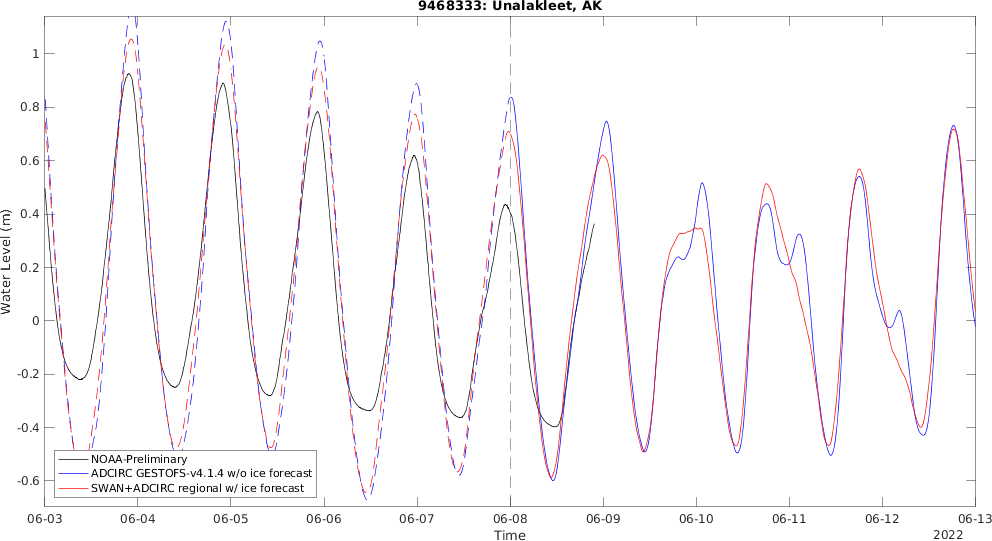 9468333: Unalakleet, AK
Water Level (m)
1
0.8
0.6
0.4
0.2
0
-0.2
-0.4
-0.6
NOAA-Preliminary
ADCIRC GESTOFS-v4.1.4 w/o ice forecast
SWAN+ADCIRC regional w/ ice forecast
06-03 06-04 06-05 06-06 06-07 06-08 06-09 06-10 06-11 06-12 06-13
Time
2022